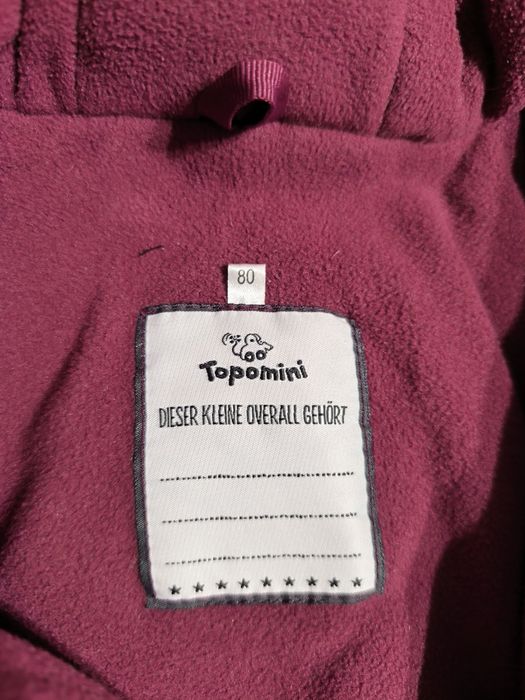 80
Topomini
DIESER KLEINE OVERALL GEHÖRT